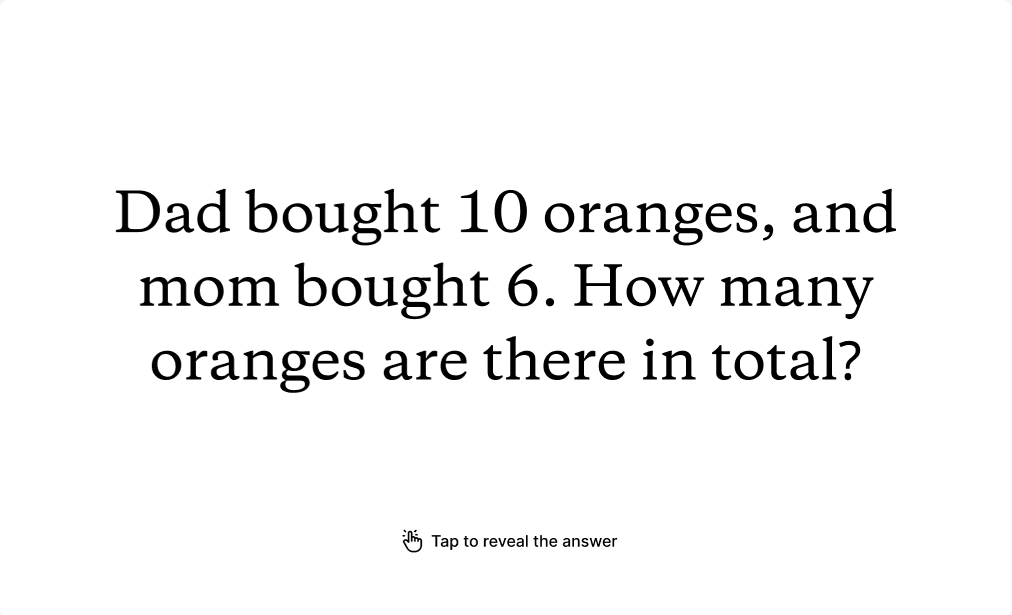 Dad bought 10 oranges, and
mom bought 6. How many
oranges are there in total?
Tap to reveal the answer